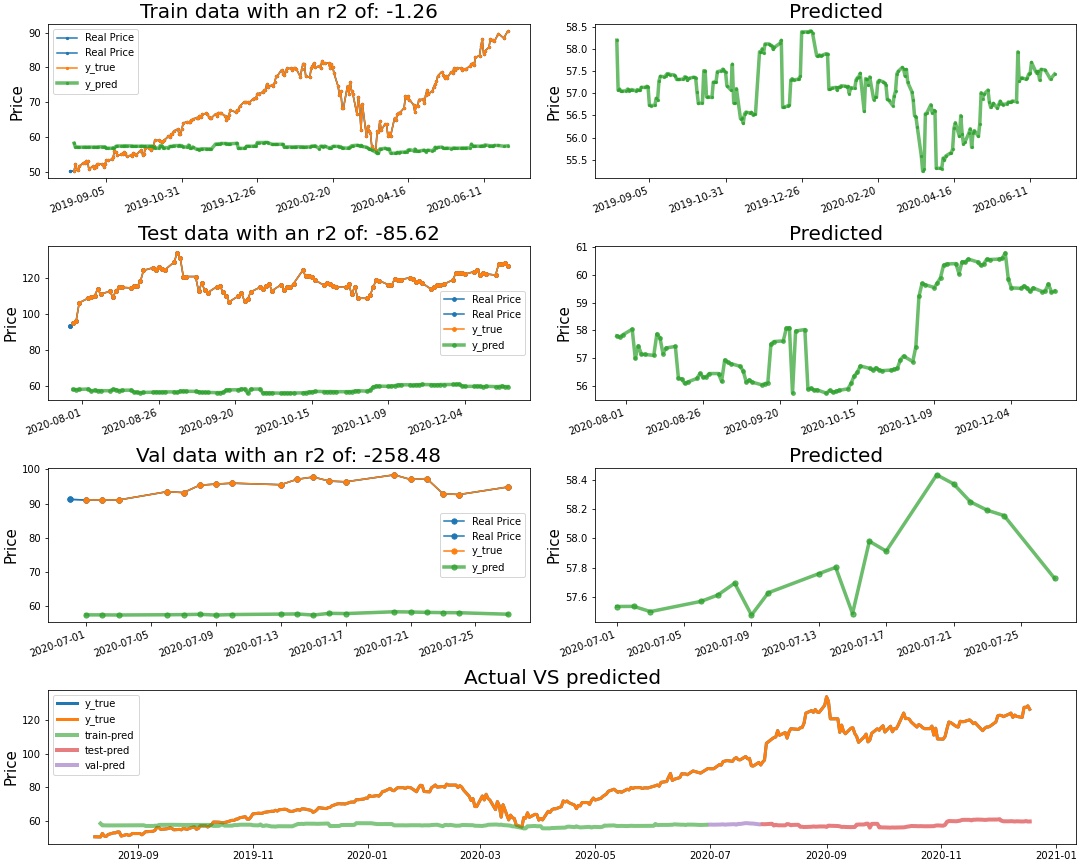 Train data with an r2 of: -1.26
Price
90
80
70
60
50
Real Price
Real Price
y_true
y_pred
2019-09-05
2019-10-31
2019-12-26
2020-02-20
2020-04-16
2020-06-11
Predicted
Price
58.5
58.0
57.5
57.0
56.5
56.0
55.5
2019-09-05
2019-10-31
2019-12-26
2020-02-20
2020-04-16
2020-06-11
Test data with an r2 of: -85.62
Price
120
100
80
60
Real Price
Real Price
y_true
y_pred
2020-08-01
2020-08-26
2020-09-20
2020-10-15
2020-11-09
2020-12-04
Predicted
Price
61
60
59
58
57
56
2020-08-01
2020-08-26
2020-09-20
2020-10-15
2020-11-09
2020-12-04
Val data with an r2 of: -258.48
Price
100
90
80
70
60
Real Price
Real Price
y_true
y_pred
2020-07-01
2020-07-05
2020-07-09
2020-07-13
2020-07-17
2020-07-21
2020-07-25
Predicted
Price
58.4
58.2
58.0
57.8
57.6
2020-07-01
2020-07-05
2020-07-09
2020-07-13
2020-07-17
2020-07-21
2020-07-25
Actual VS predicted
Price
120
100
80
60
y_true
y_true
train-pred
test-pred
val-pred
2019-09
2019-11
2020-01
2020-03
2020-05
2020-07
2020-09
2020-11
2021-01